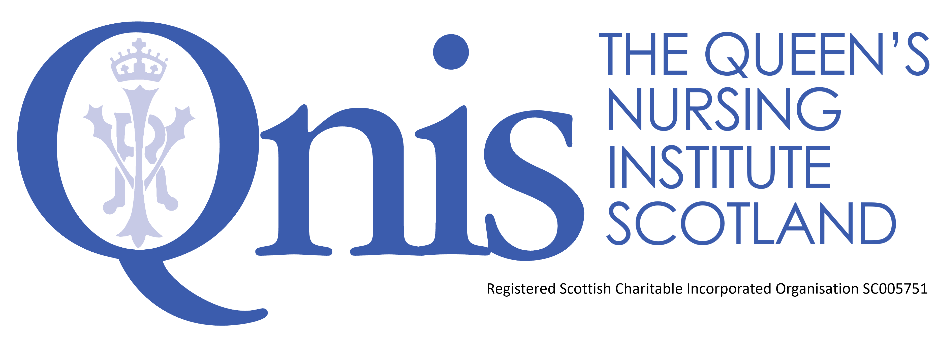 Qnis
THE QUEEN'S
NURSING
INSTITUTE
SCOTLAND
Registered Scottish Charitable Incorporated Organisation SC005751